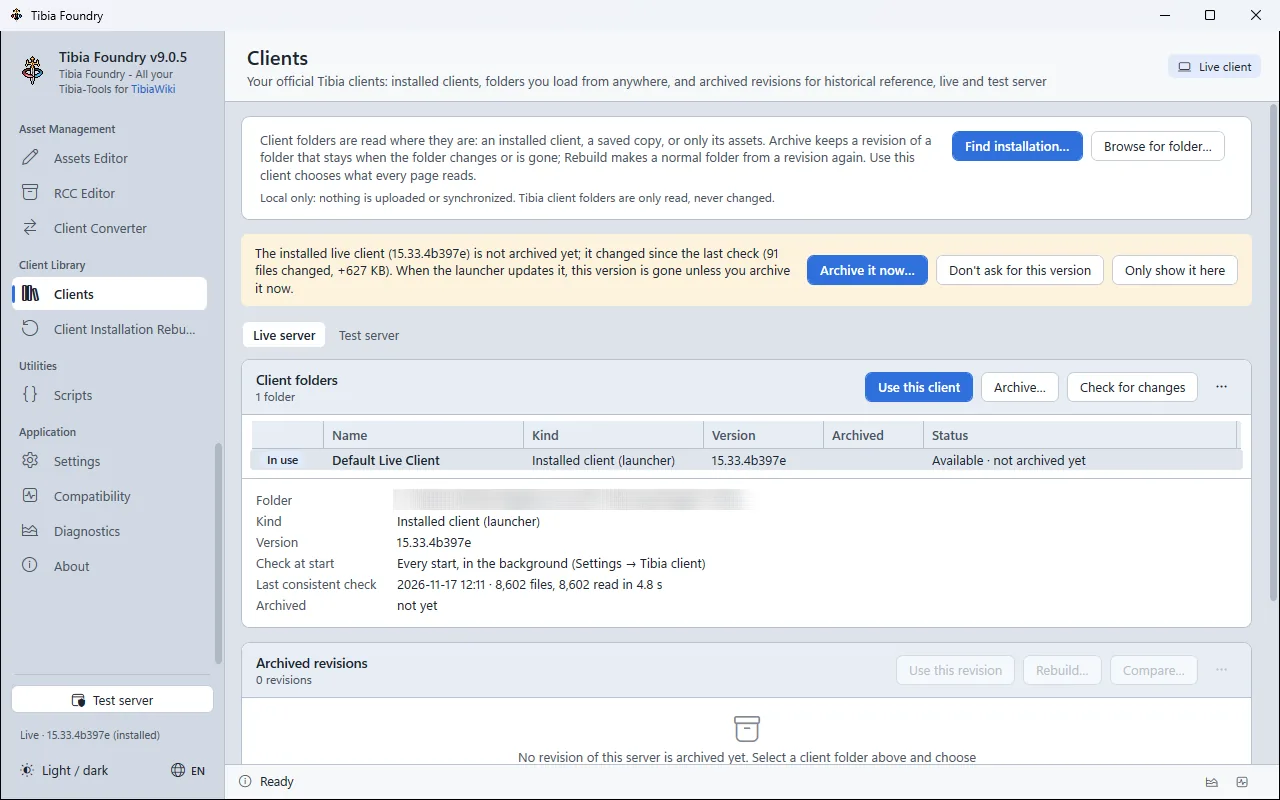 Tibia Foundry
Tibia Foundry v9.0.5
Tibia Foundry - All your
Tibia-Tools for TibiaWiki
Asset Management
Assets Editor
RCC Editor
Client Converter
Client Library
Clients
Client Installation Rebu...
Utilities
Scripts
Application
Settings
Compatibility
Diagnostics
About
Test server
Live · 15.33.4b397e (installed)
Light / dark
EN
Clients
Your official Tibia clients: installed clients, folders you load from anywhere, and archived revisions for historical reference, live and test server
Live client
Client folders are read where they are: an installed client, a saved copy, or only its assets. Archive keeps a revision of a
folder that stays when the folder changes or is gone; Rebuild makes a normal folder from a revision again. Use this
client chooses what every page reads.
Local only: nothing is uploaded or synchronized. Tibia client folders are only read, never changed.
Find installation...
Browse for folder...
The installed live client (15.33.4b397e) is not archived yet; it changed since the last check (91
files changed, +627 KB). When the launcher updates it, this version is gone unless you archive
it now.
Archive it now...
Don't ask for this version
Only show it here
Live server
Test server
Client folders
1 folder
Use this client
Archive...
Check for changes
Name Kind Version Archived Status
In use Default Live Client Installed client (launcher) 15.33.4b397e Available · not archived yet
Folder
Kind Installed client (launcher)
Version 15.33.4b397e
Check at start Every start, in the background (Settings → Tibia client)
Last consistent check 2026-11-17 12:11 · 8,602 files, 8,602 read in 4.8 s
Archived not yet
Archived revisions
0 revisions
Use this revision
Rebuild...
Compare...
No revision of this server is archived yet. Select a client folder above and choose
Ready